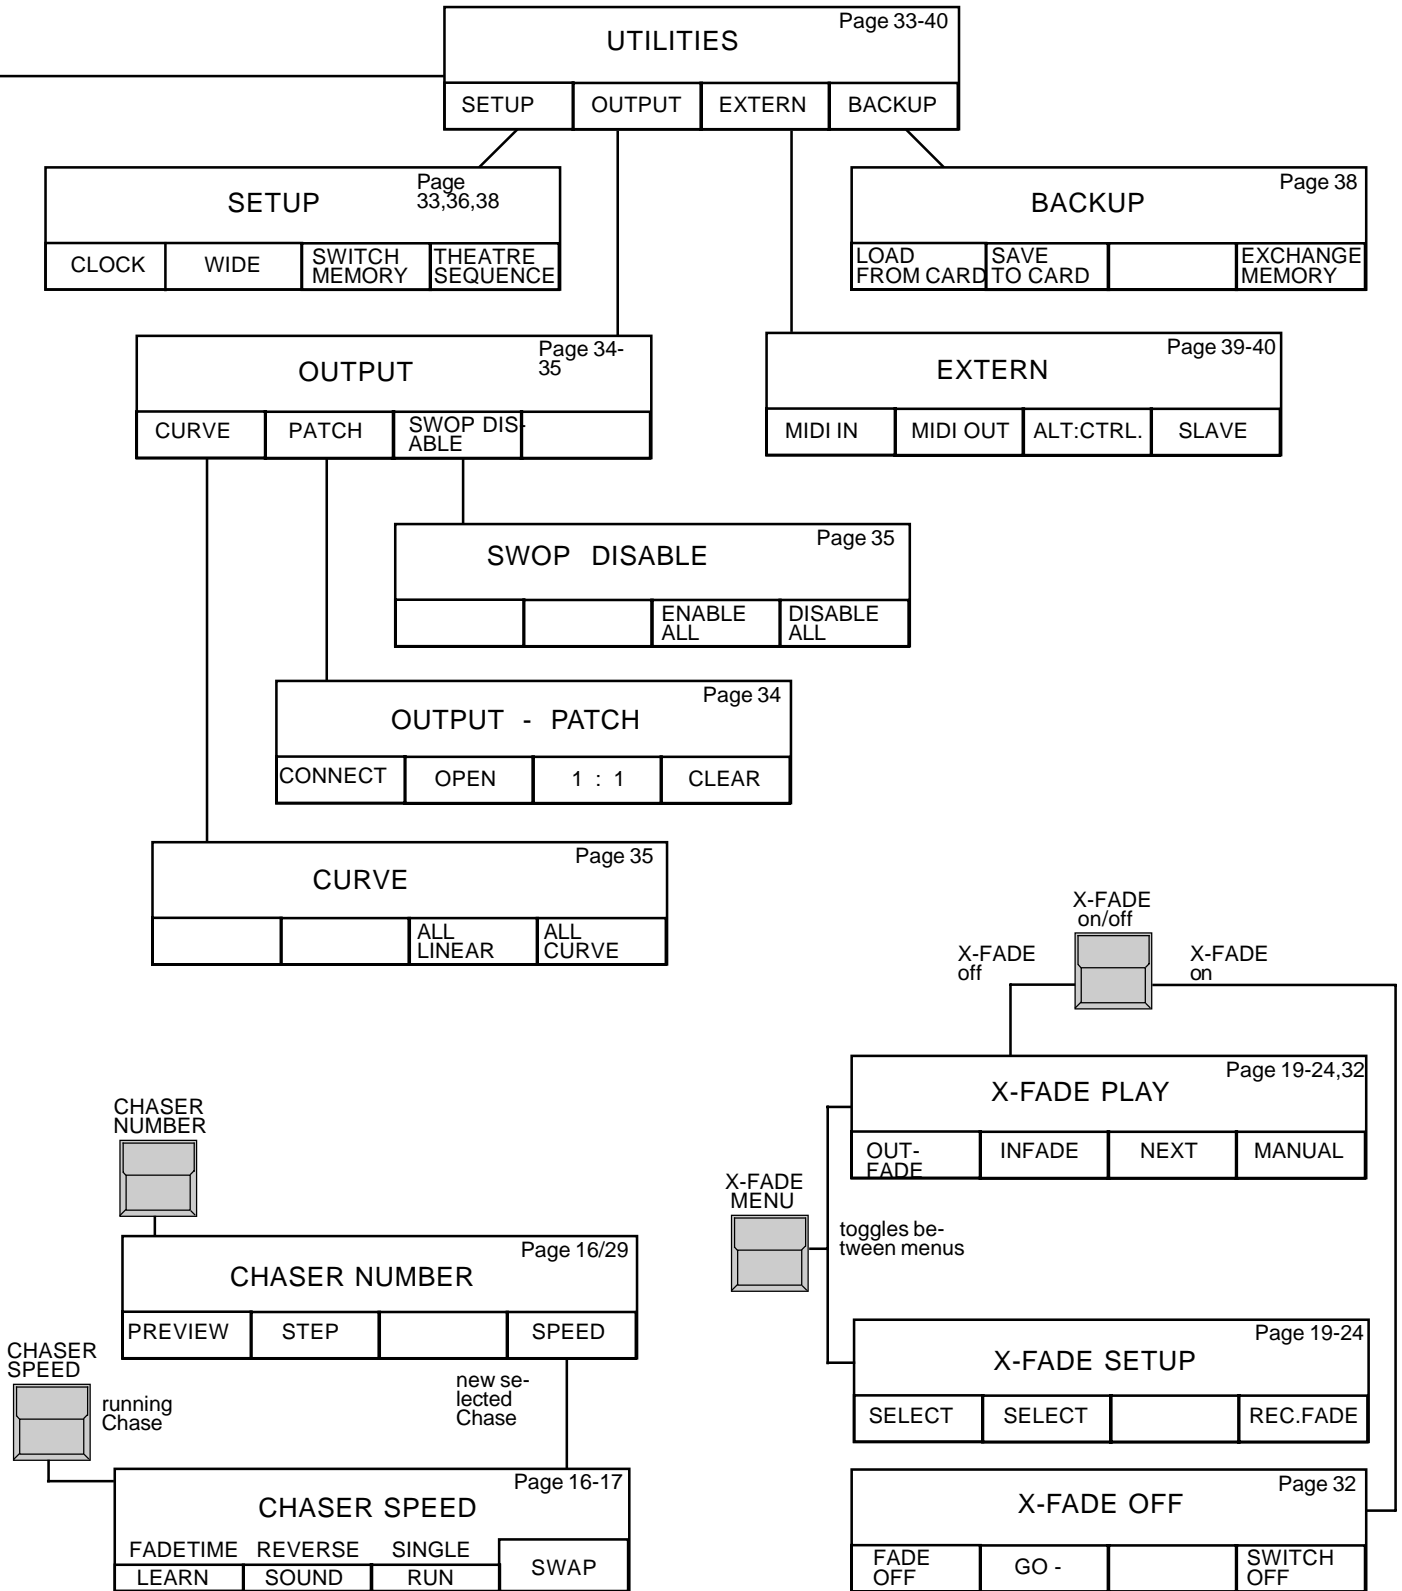 Page 33-40
UTILITIES
SETUP
OUTPUT
EXTERN
BACKUP
Page
33,36,38
SETUP
CLOCK
WIDE
SWITCH
MEMORY
THEATRE
SEQUENCE
Page 38
BACKUP
LOAD
FROM CARD
SAVE
TO CARD
EXCHANGE
MEMORY
Page 34-
35
OUTPUT
CURVE
PATCH
SWOP DIS-
ABLE
Page 39-40
EXTERN
MIDI IN
MIDI OUT
ALT:CTRL.
SLAVE
Page 35
SWOP DISABLE
ENABLE
ALL
DISABLE
ALL
Page 34
OUTPUT - PATCH
CONNECT
OPEN
1 : 1
CLEAR
Page 35
CURVE
ALL
LINEAR
ALL
CURVE
X-FADE
on/off
X-FADE
off
X-FADE
on
Page 19-24,32
X-FADE PLAY
OUT-
FADE
INFADE
NEXT
MANUAL
X-FADE
MENU
toggles be-
tween menus
Page 19-24
X-FADE SETUP
SELECT
SELECT
REC.FADE
Page 32
X-FADE OFF
FADE
OFF
GO -
SWITCH
OFF
CHASER
NUMBER
Page 16/29
CHASER NUMBER
PREVIEW
STEP
SPEED
CHASER
SPEED
running
Chase
new se-
lected
Chase
Page 16-17
CHASER SPEED
FADETIME
REVERSE
SINGLE
SWAP
LEARN
SOUND
RUN